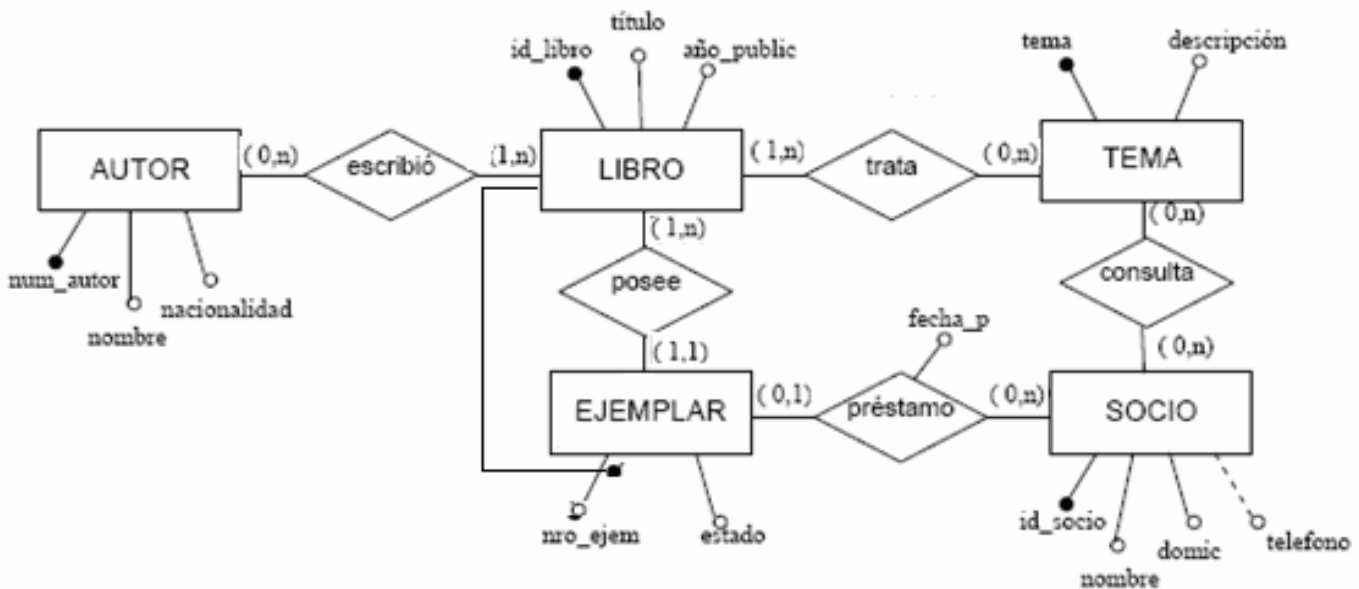 título
id_libro
año_public
tema
descripción
AUTOR
( 0,n)
escribió
(1,n)
LIBRO
( 1,n)
trata
(0,n)
TEMA
num_autor
nombre
nacionalidad
( 1,n)
posee
( 1,1)
(0,n)
consulta
( 0,n)
fecha_p
EJEMPLAR
( 0,1)
préstamo
(0,n)
SOCIO
nro_ejem
estado
id_socio
nombre
domic
telefono